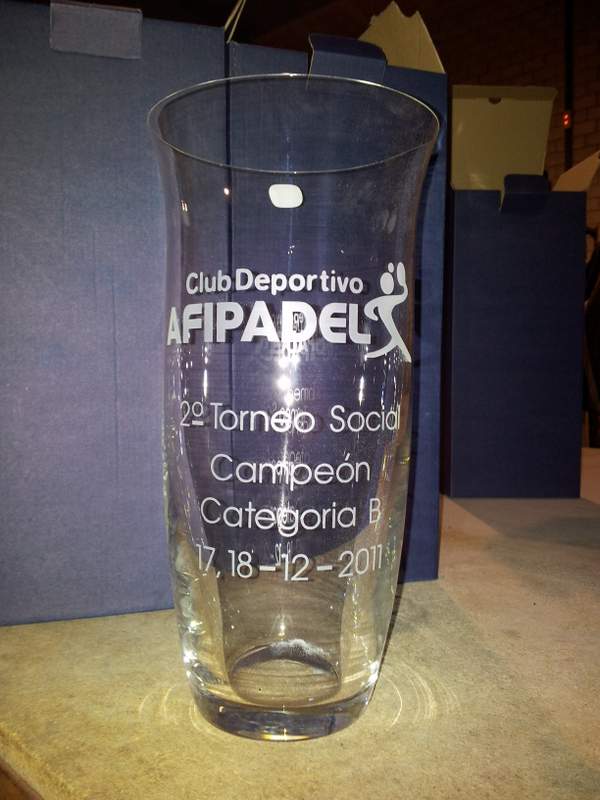 Club Deportivo
AFIPADEL
2º Torneo Social
Campeón
Categoria B
17, 18-12-2011